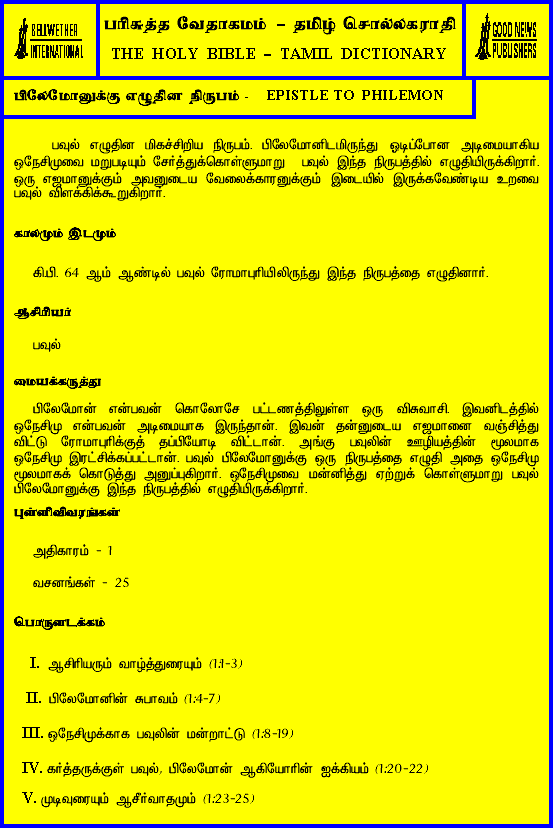 BELLWETHER
INTERNATIONAL
பரிசுத்த வேதாகமம் – தமிழ் சொல்லகராதி
THE HOLY BIBLE – TAMIL DICTIONARY
GOOD NEWS
PUBLISHERS
பிலேமோனுக்கு எழுதின நிருபம் - EPISTLE TO PHILEMON
பவுல் எழுதின மிகச்சிறிய நிருபம். பிலேமோனிடமிருந்து ஓடிப்போன அடிமையாகிய
ஒநேசிமுவை மறுபடியும் சேர்த்துக்கொள்ளுமாறு பவுல் இந்த நிருபத்தில் எழுதியிருக்கிறார்.
ஒரு எஜமானுக்கும் அவனுடைய வேலைக்காரனுக்கும் இடையில் இருக்கவேண்டிய உறவை
பவுல் விளக்கிக்கூறுகிறார்.
காலமும் இடமும்
கி.பி. 64 ஆம் ஆண்டில் பவுல் ரோமாபுரியிலிருந்து இந்த நிருபத்தை எழுதினார்.
ஆசிரியர்
பவுல்
மையக்கருத்து
பிலேமோன் என்பவன் கொலோசே பட்டணத்திலுள்ள ஒரு விசுவாசி. இவனிடத்தில்
ஒநேசிமு என்பவன் அடிமையாக இருந்தான். இவன் தன்னுடைய எஜமானை வஞ்சித்து
விட்டு ரோமாபுரிக்குத் தப்பியோடி விட்டான். அங்கு பவுலின் ஊழியத்தின் மூலமாக
ஒநேசிமு இரட்சிக்கப்பட்டான். பவுல் பிலேமோனுக்கு ஒரு நிருபத்தை எழுதி அதை ஒநேசிமு
மூலமாகக் கொடுத்து அனுப்புகிறார். ஒநேசிமுவை மன்னித்து ஏற்றுக் கொள்ளுமாறு பவுல்
பிலேமோனுக்கு இந்த நிருபத்தில் எழுதியிருக்கிறார்.
புள்ளிவிவரங்கள்
அதிகாரம் - 1
வசனங்கள் - 25
பொருளடக்கம்
I. ஆசிரியரும் வாழ்த்துரையும் (1:1-3)
II. பிலேமோனின் சுபாவம் (1:4-7)
III. ஒநேசிமுக்காக பவுலின் மன்றாட்டு (1:8-19)
IV. கர்த்தருக்குள் பவுல், பிலேமோன் ஆகியோரின் ஐக்கியம் (1:20-22)
V. முடிவுரையும் ஆசீர்வாதமும் (1:23-25)